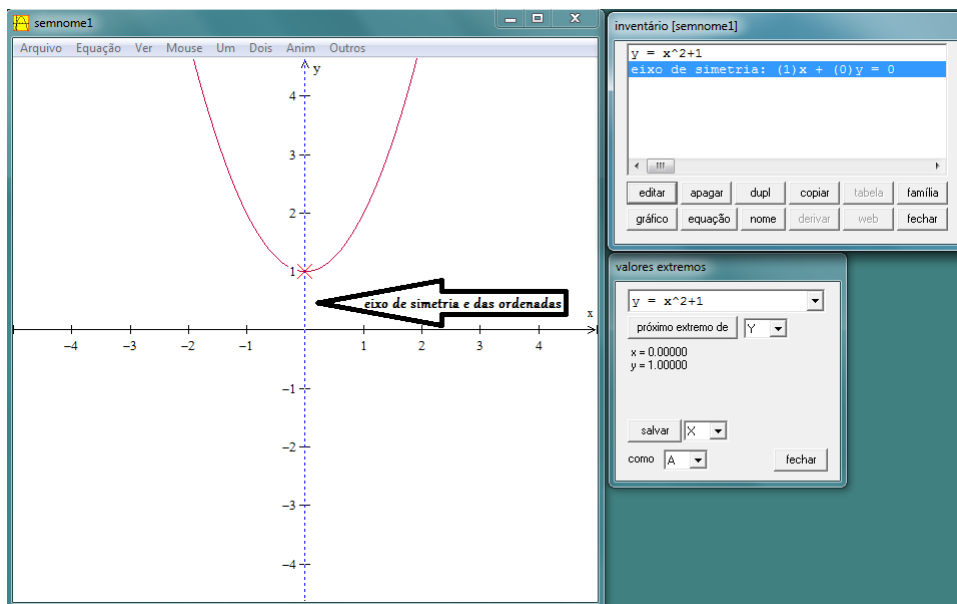 semnome1
Arquivo Equação Ver Mouse Um Dois Anim Outros
y
4
3
2
1
eixo de simetria e das ordenadas
x
−4 −3 −2 −1 1 2 3 4
−1
−2
−3
−4
inventário [semnome1]
y = x^2+1
eixo de simetria: (1)x + (0)y = 0
editar apagar dupl copiar tabela família
gráfico equação nome derivar web fechar
valores extremos
y = x^2+1
próximo extremo de Y
x = 0.00000
y = 1.00000
salvar X
como A fechar